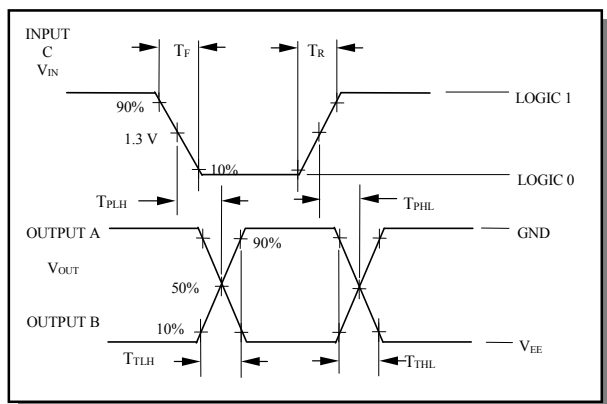 INPUT
C
VIN
TF
TR
90%
LOGIC 1
1.3 V
10%
LOGIC 0
TPLH
TPHL
OUTPUT A
GND
90%
VOUT
50%
OUTPUT B
10%
VEE
TTLH
TTHL